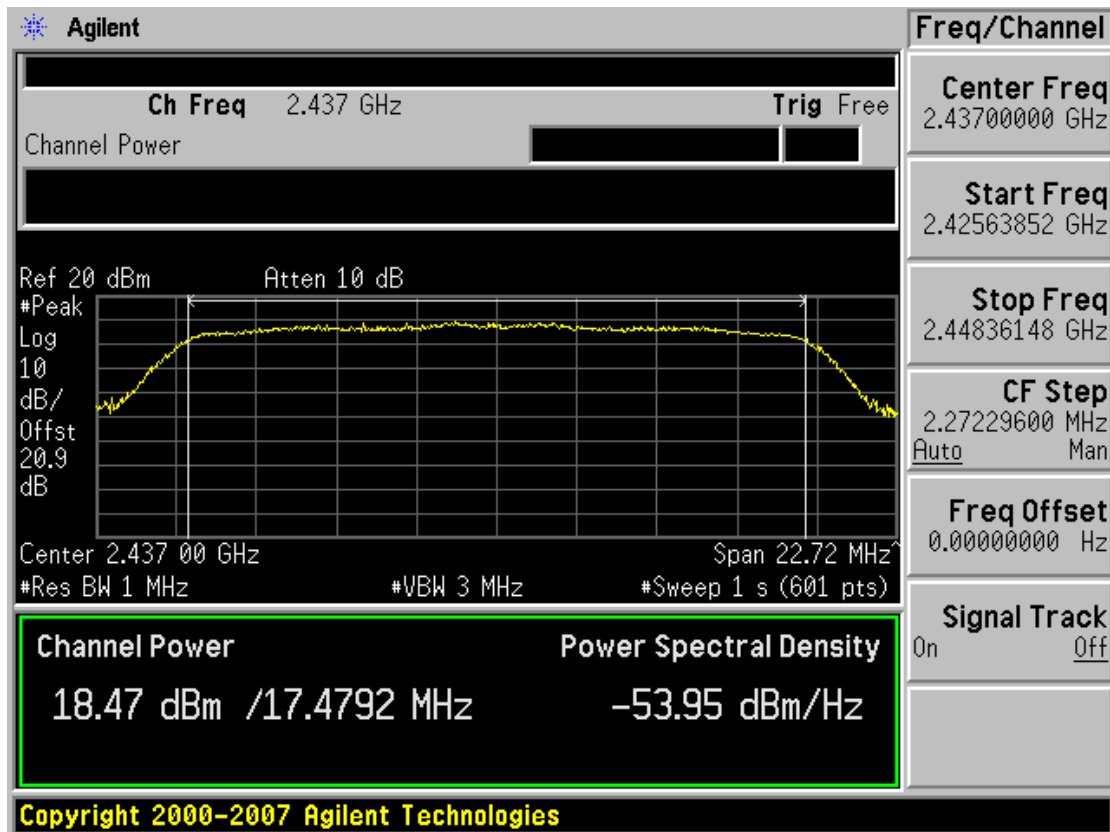 Agilent
Freq/Channel
Ch Freq 2.437 GHz Trig Free
Channel Power
Center Freq
2.43700000 GHz
Start Freq
2.42563852 GHz
Stop Freq
2.44836148 GHz
CF Step
2.27229600 MHz
Auto Man
Freq Offset
0.00000000 Hz
Signal Track
On Off
Ref 20 dBm Atten 10 dB
#Peak
Log
10
dB/
Offst
20.9
dB
Center 2.437 00 GHz Span 22.72 MHz^
#Res BW 1 MHz #VBW 3 MHz #Sweep 1 s (601 pts)
Channel Power Power Spectral Density
18.47 dBm /17.4792 MHz -53.95 dBm/Hz
Copyright 2000-2007 Agilent Technologies